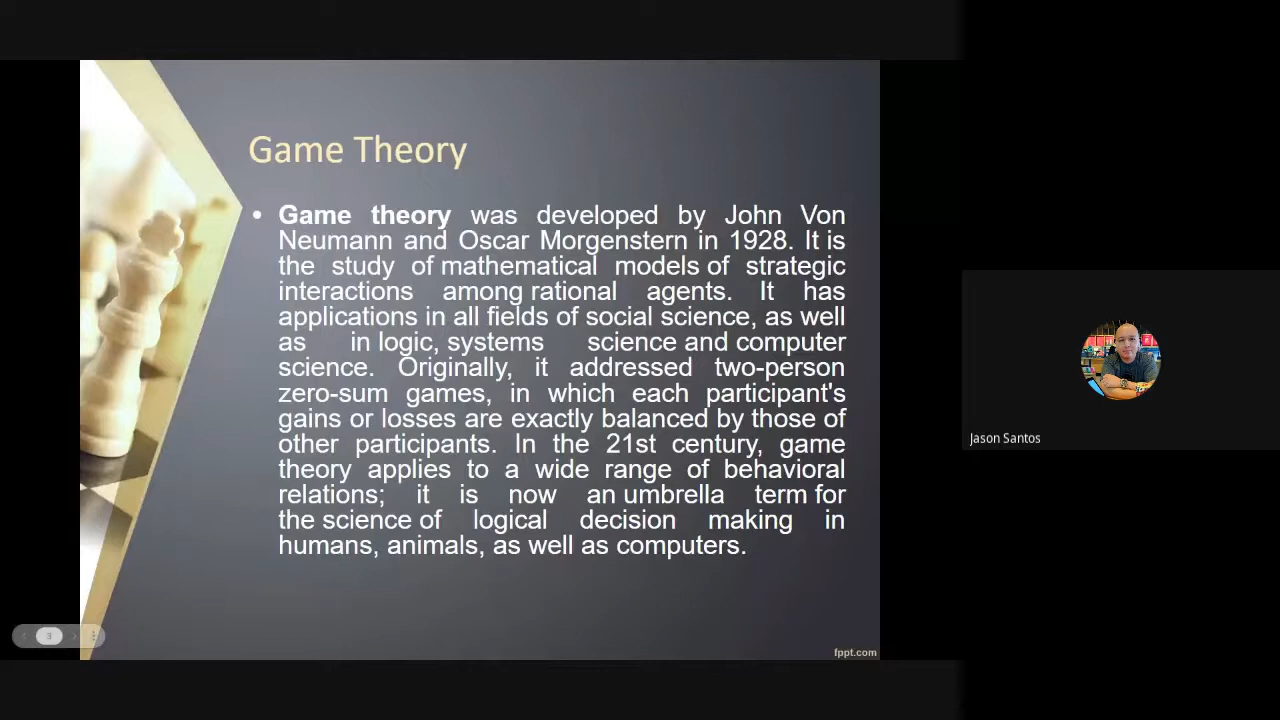 Game Theory
• Game theory was developed by John Von
Neumann and Oscar Morgenstern in 1928. It is
the study of mathematical models of strategic
interactions among rational agents. It has
applications in all fields of social science, as well
as in logic, systems science and computer
science. Originally, it addressed two-person
zero-sum games, in which each participant's
gains or losses are exactly balanced by those of
other participants. In the 21st century, game
theory applies to a wide range of behavioral
relations; it is now an umbrella term for
the science of logical decision making in
humans, animals, as well as computers.
Jason Santos
3
fppt.com